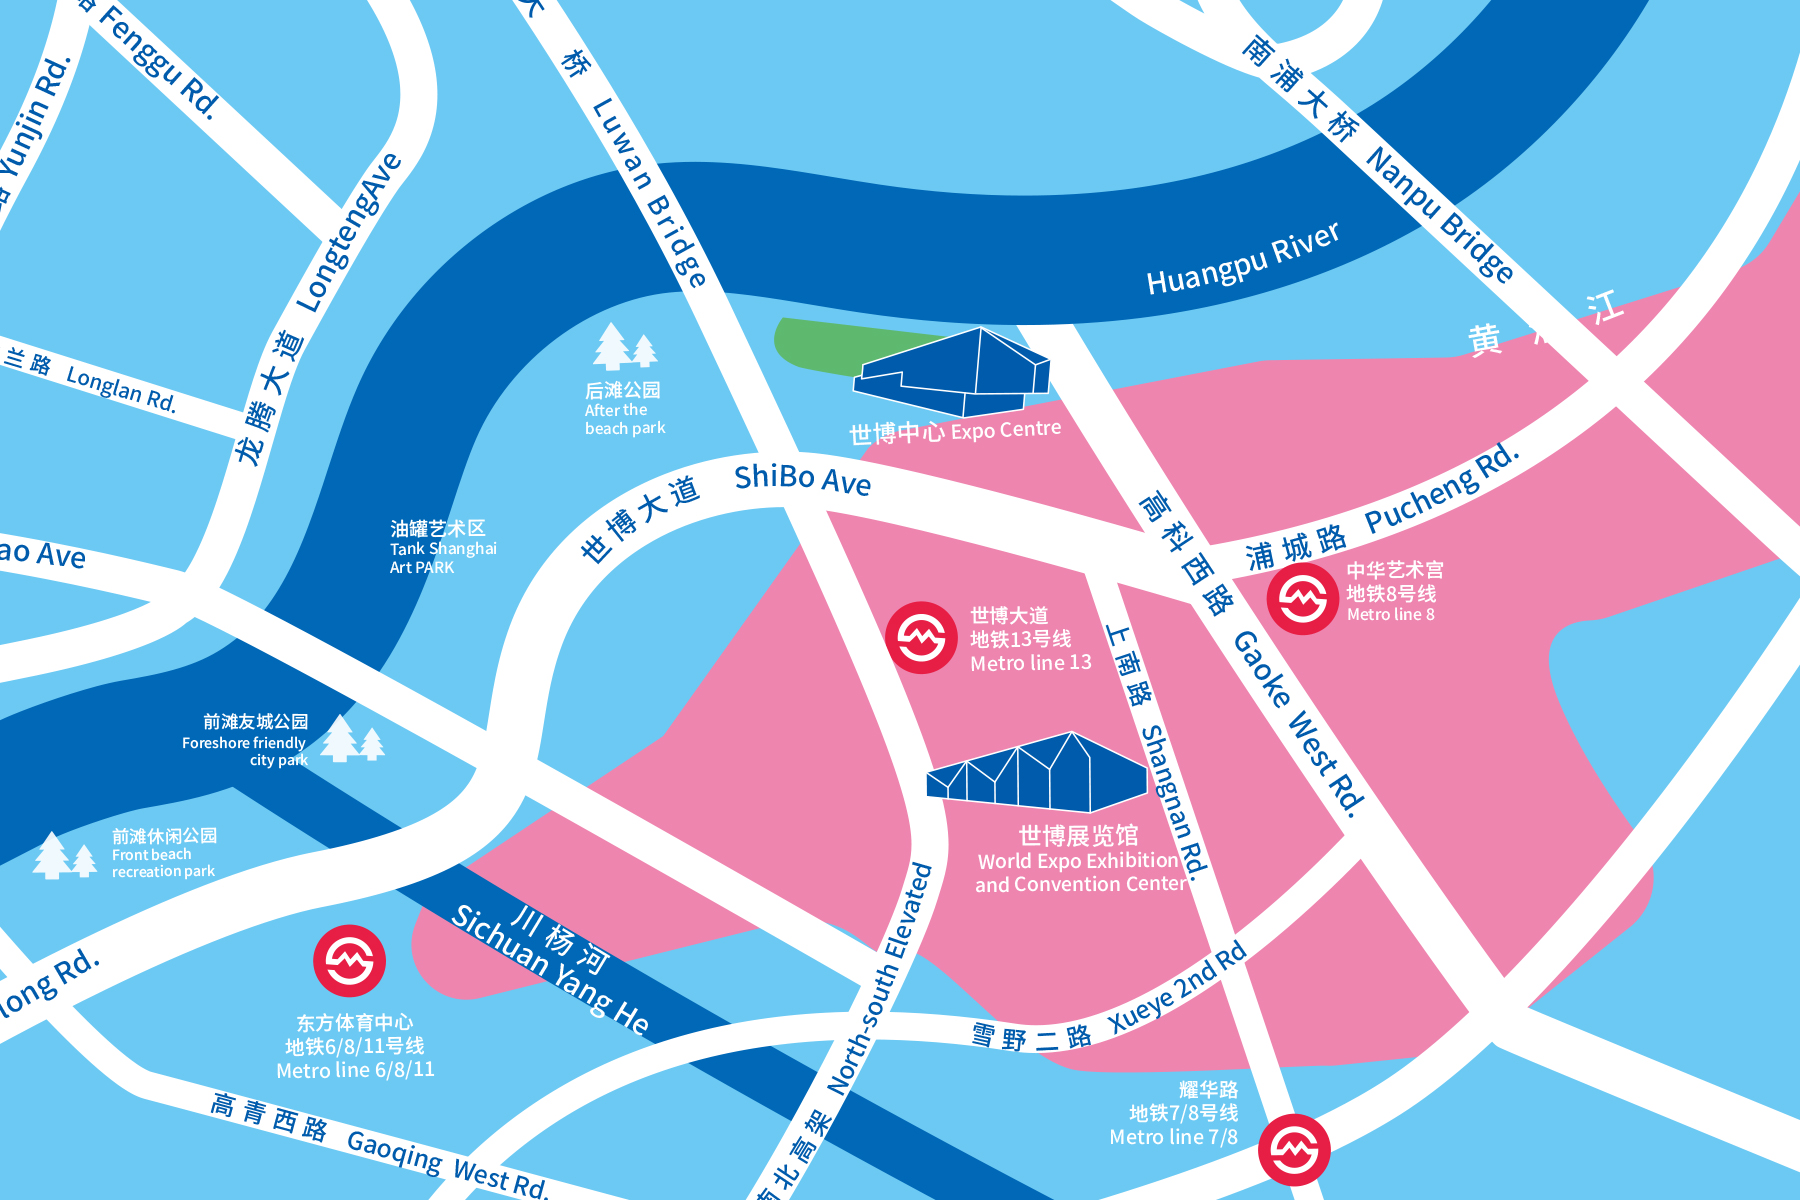 Fenggu Rd.
Yunjin Rd.
桥 Luwan Bridge
南浦大桥 Nanpu Bridge
龙腾大道 LongtengAve
Huangpu River
黄 江
兰路 Longlan Rd.
后滩公园
After the
beach park
世博中心 Expo Centre
世博大道 ShiBo Ave
高科西路 Gaoke West Rd.
浦城路 Pucheng Rd.
油罐艺术区
Tank Shanghai
Art PARK
ao Ave
中华艺术宫
地铁8号线
Metro line 8
世博大道
地铁13号线
Metro line 13
上南路 Shangnan Rd.
前滩友城公园
Foreshore friendly
city park
前滩休闲公园
Front beach
recreation park
世博展览馆
World Expo Exhibition
and Convention Center
川杨河
Sichuan Yang He
long Rd.
东方体育中心
地铁6/8/11号线
Metro line 6/8/11
雪野二路 Xueye 2nd Rd
北高架 North-south Elevated
耀华路
地铁7/8号线
Metro line 7/8
高青西路 Gaoqing West Rd.